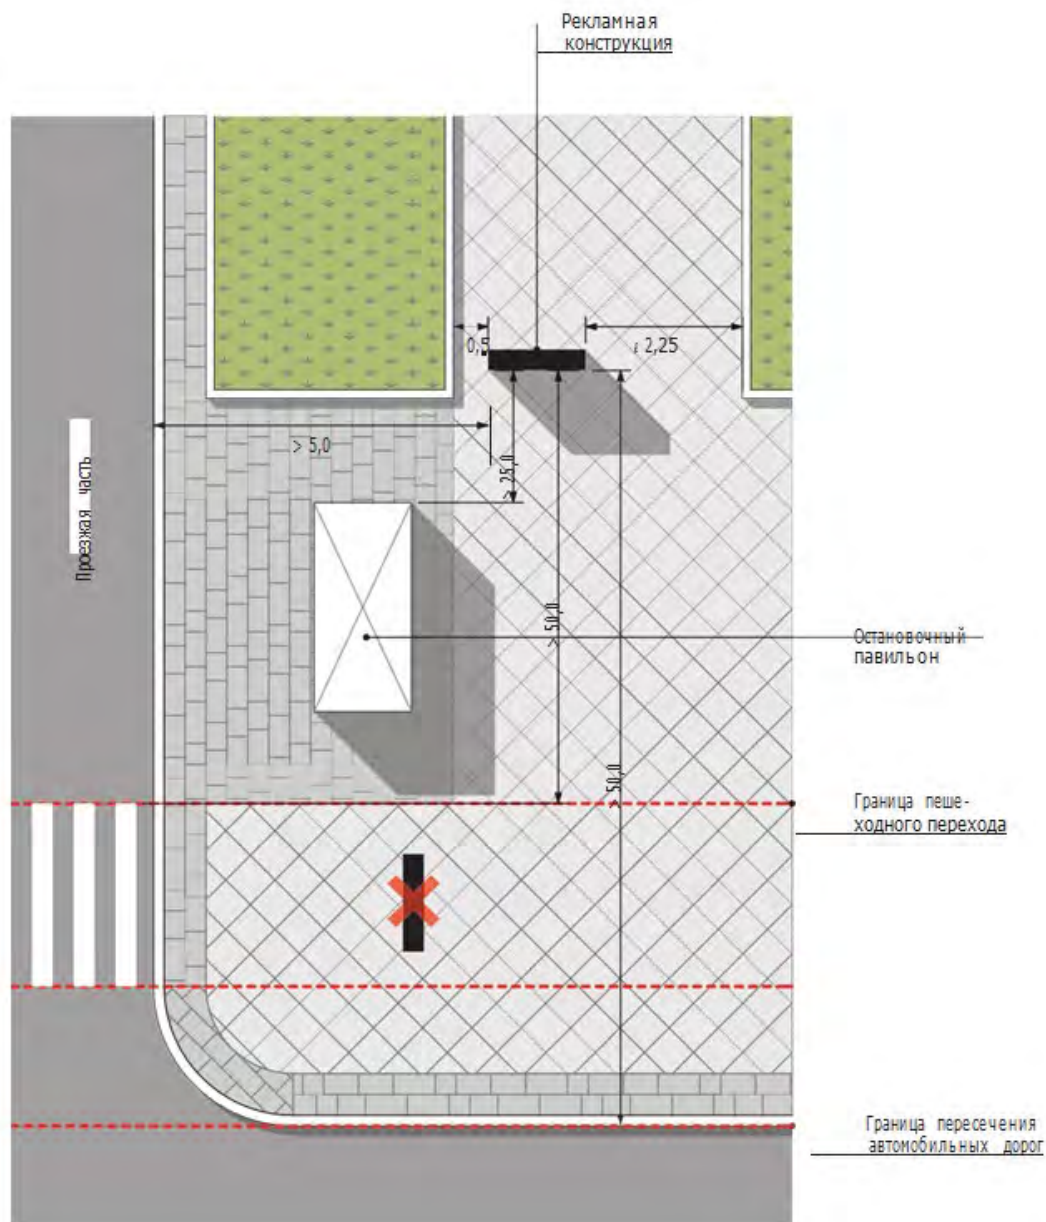 Рекламная
конструкция
0,5
≥ 2,25
> 5,0
> 25,0
Проезжая часть
> 50,0
Остановочный
павильон
> 50,0
Граница пеше-
ходного перехода
Граница пересечения
автомобильных дорог